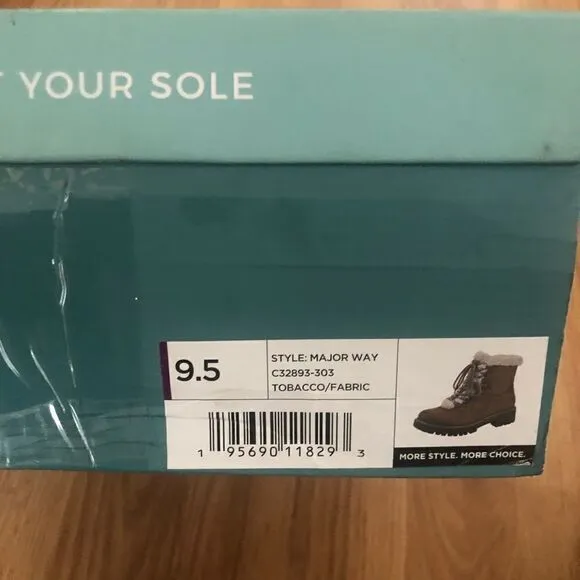 YOUR SOLE
9.5
STYLE: MAJOR WAY
C32893-303
TOBACCO/FABRIC
1 95690 11829 3
MORE STYLE. MORE CHOICE.